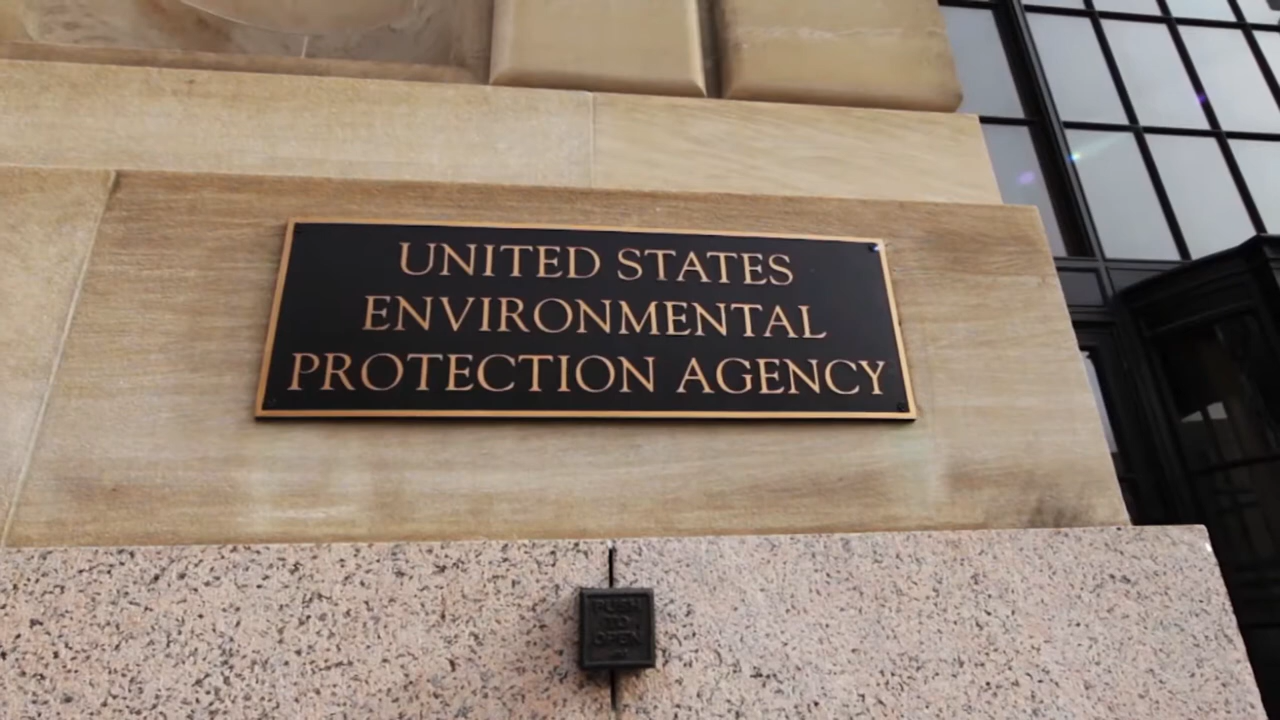 UNITED STATES
ENVIRONMENTAL
PROTECTION AGENCY
PUSH
TO
OPEN